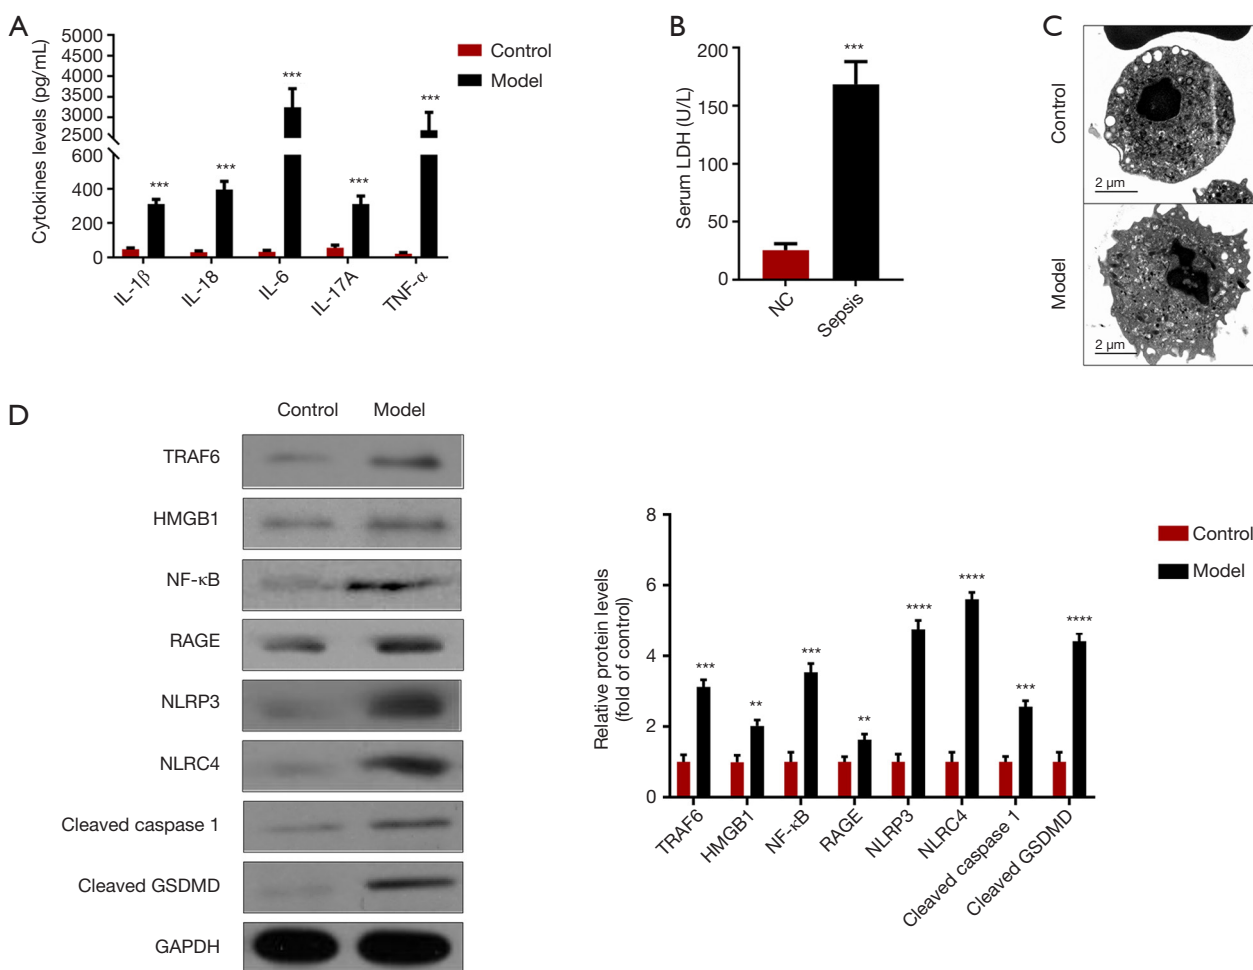 A
Cytokines levels (pg/mL)
5000
4500
4000
3500
3000
2500
600
400
200
0
***
***
***
***
***
IL-1β
IL-18
IL-6
IL-17A
TNF-α
Control
Model
B
Serum LDH (U/L)
200
150
100
50
0
***
NC
Sepsis
C
Control
2 μm
Model
2 μm
D
Control Model
TRAF6
HMGB1
NF-κB
RAGE
NLRP3
NLRC4
Cleaved caspase 1
Cleaved GSDMD
GAPDH
Relative protein levels
(fold of control)
8
6
4
2
0
***
**
***
**
****
****
***
****
TRAF6
HMGB1
NF-κB
RAGE
NLRP3
NLRC4
Cleaved caspase 1
Cleaved GSDMD
Control
Model